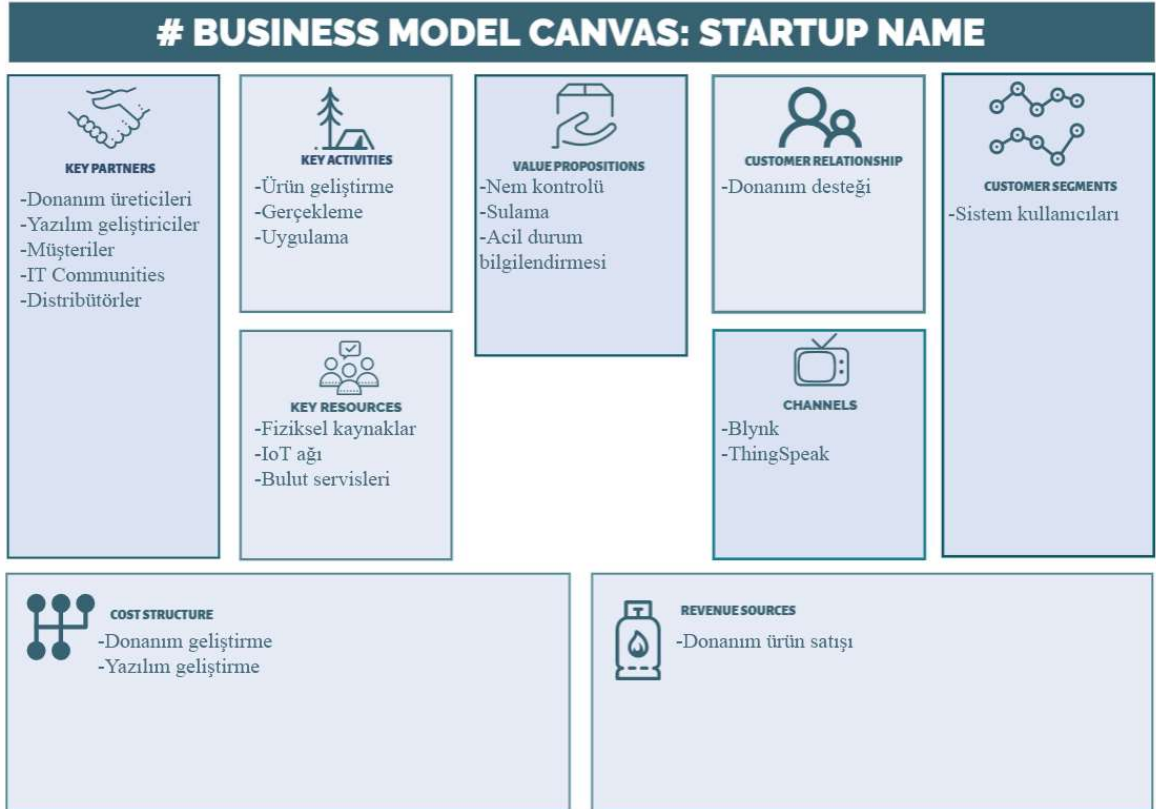 # BUSINESS MODEL CANVAS: STARTUP NAME
KEY PARTNERS
-Donanım üreticileri
-Yazılım geliştiriciler
-Müşteriler
-IT Communities
-Distribütörler
KEY ACTIVITIES
-Ürün geliştirme
-Gerçekleme
-Uygulama
KEY RESOURCES
-Fiziksel kaynaklar
-IoT ağı
-Bulut servisleri
VALUE PROPOSITIONS
-Nem kontrolü
-Sulama
-Acil durum
bilgilendirmesi
CUSTOMER RELATIONSHIP
-Donanım desteği
CHANNELS
-Blynk
-ThingSpeak
CUSTOMER SEGMENTS
-Sistem kullanıcıları
COST STRUCTURE
-Donanım geliştirme
-Yazılım geliştirme
REVENUE SOURCES
-Donanım ürün satışı